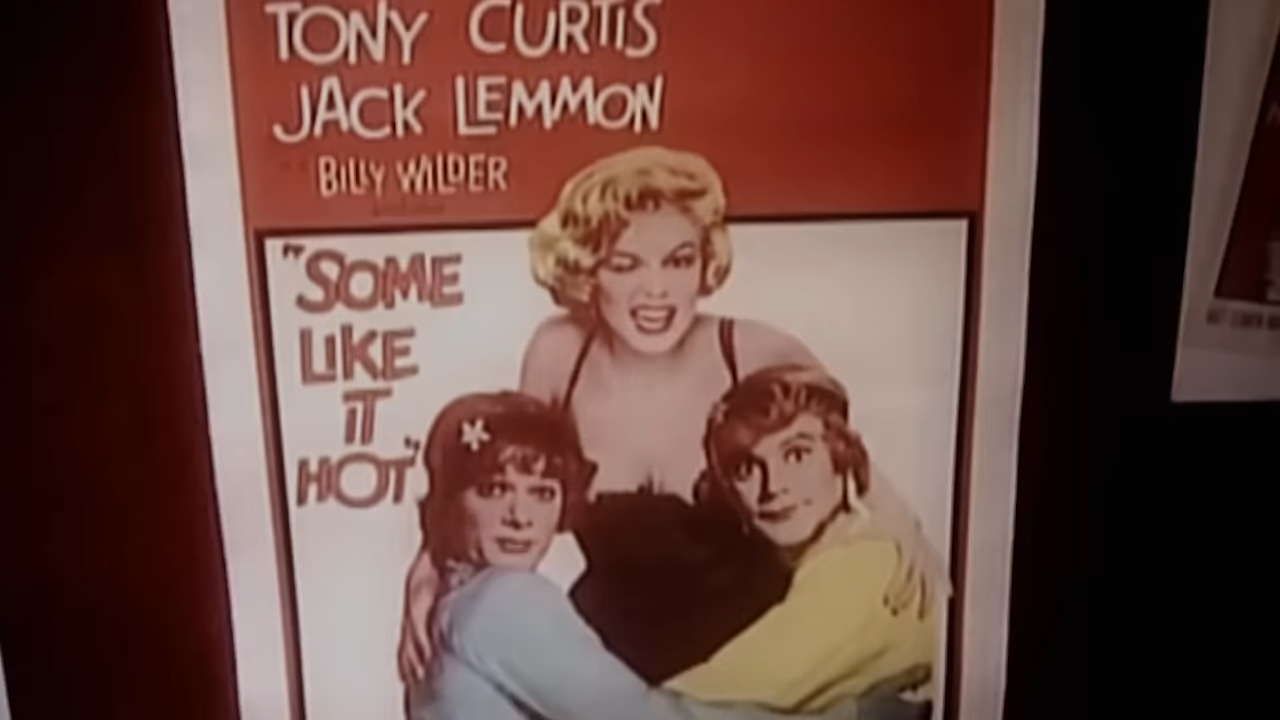 TONY CURTIS
JACK LEMMON
BILLY WILDER
"SOME
LIKE
IT
HOT"